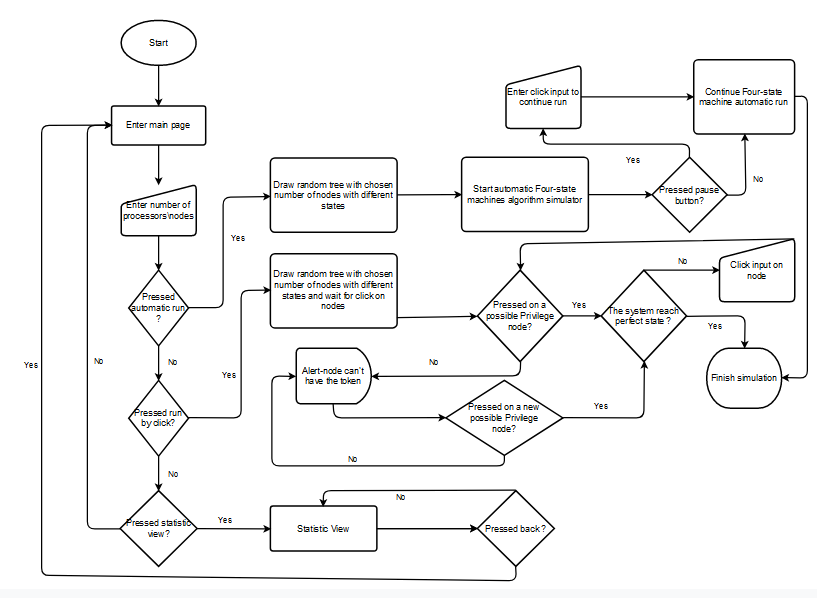 Start
Enter main page
Enter number of
processors\nodes
Pressed
automatic run
?
Yes
No
Pressed run
by click?
Yes
No
Pressed statistic
view?
Yes
No
Yes
Draw random tree with chosen
number of nodes with different
states
Start automatic Four-state
machines algorithm simulator
Pressed pause
button?
Yes
No
Enter click input to
continue run
Continue Four-state
machine automatic run
Draw random tree with chosen
number of nodes with different
states and wait for click on
nodes
Pressed on a
possible Privilege
node?
Yes
No
The system reach
perfect state ?
No
Yes
Click input on
node
Finish simulation
Alert-node can't
have the token
Pressed on a new
possible Privilege
node?
Yes
No
Statistic View
Pressed back?
No